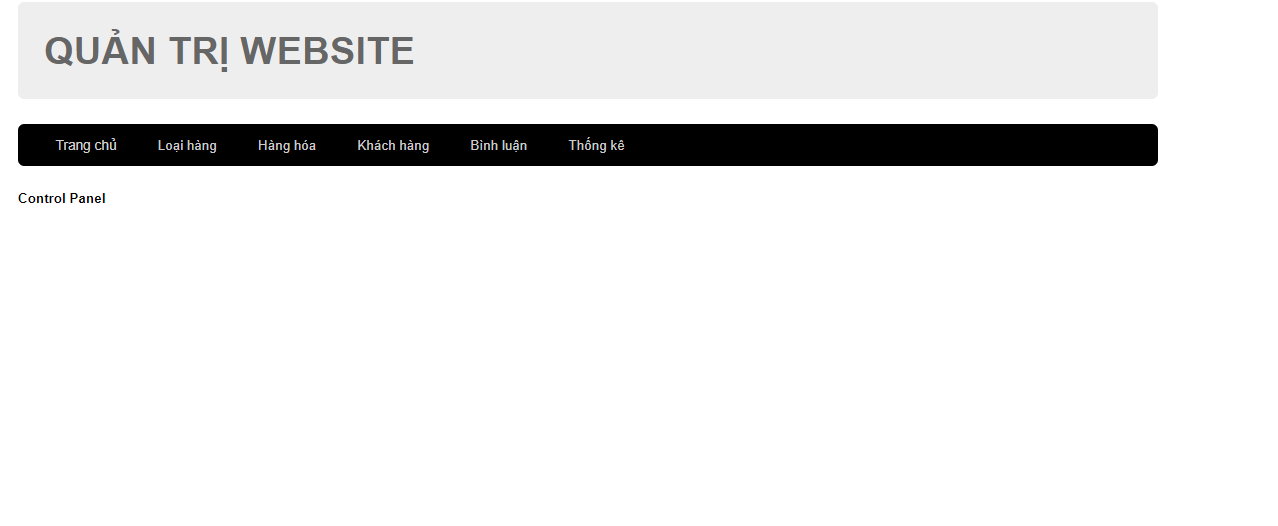 QUẢN TRỊ WEBSITE
Trang chủ Loại hàng Hàng hóa Khách hàng Bình luận Thống kê
Control Panel